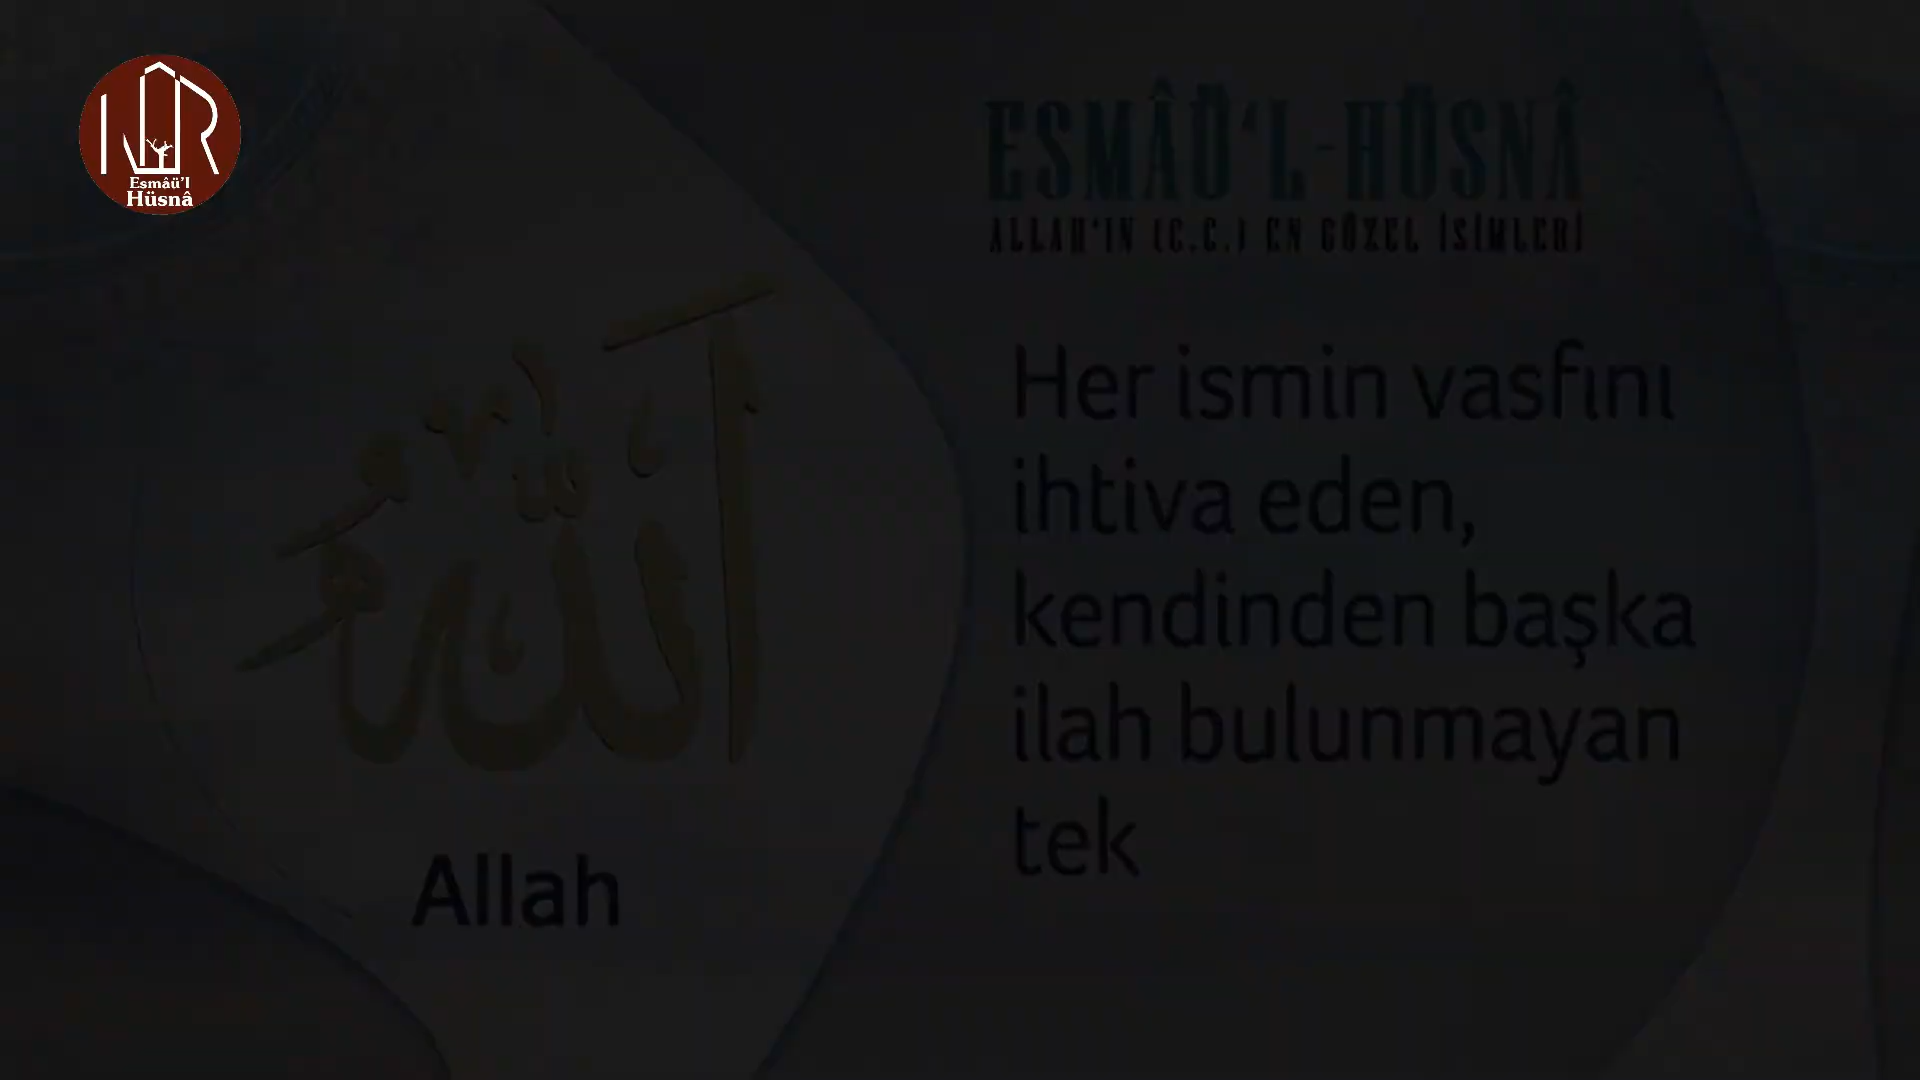 NUR
Esmâü'l
Hüsnâ
ESMÂÜ'L-HÜSNÂ
ALLAH'IN (C.C.) EN GÜZEL İSİMLERİ
Her ismin vasfını
ihtiva eden,
kendinden başka
ilah bulunmayan
tek
الله
Allah